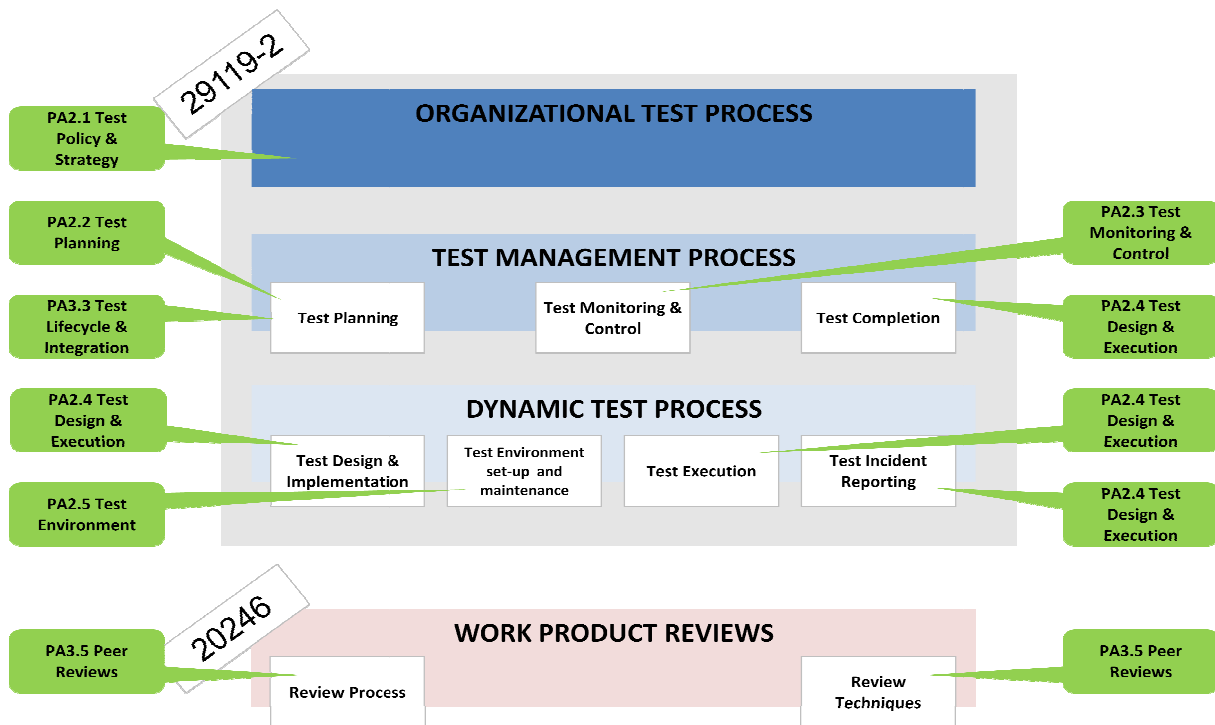 29119-2
ORGANIZATIONAL TEST PROCESS
PA2.1 Test
Policy &
Strategy
PA2.2 Test
Planning
PA2.3 Test
Monitoring &
Control
TEST MANAGEMENT PROCESS
PA3.3 Test
Lifecycle &
Integration
Test Planning
Test Monitoring &
Control
Test Completion
PA2.4 Test
Design &
Execution
PA2.4 Test
Design &
Execution
DYNAMIC TEST PROCESS
PA2.4 Test
Design &
Execution
Test Design &
Implementation
Test Environment
set-up and
maintenance
Test Execution
Test Incident
Reporting
PA2.5 Test
Environment
PA2.4 Test
Design &
Execution
20246
WORK PRODUCT REVIEWS
PA3.5 Peer
Reviews
Review Process
Review
Techniques
PA3.5 Peer
Reviews